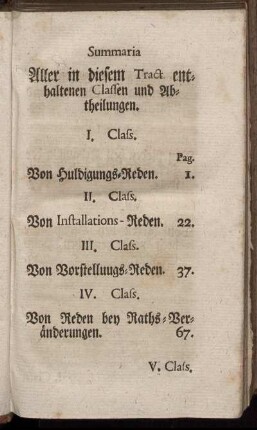 Summaria
Aller in dieſem Tract ent⸗
haltenen Claſſen und Ab⸗
theilungen.
I. Claſſ.
Pag.
Von Huldigungs⸗Reden. 1.
II. Claſſ.
Von Installations - Reden. 22.
III. Claſſ.
Von Vorſtelluugs⸗Reden. 37.
IV. Claſſ.
Von Reden bey Raths⸗Ver⸗
änderungen. 67.
V. Claſſ.